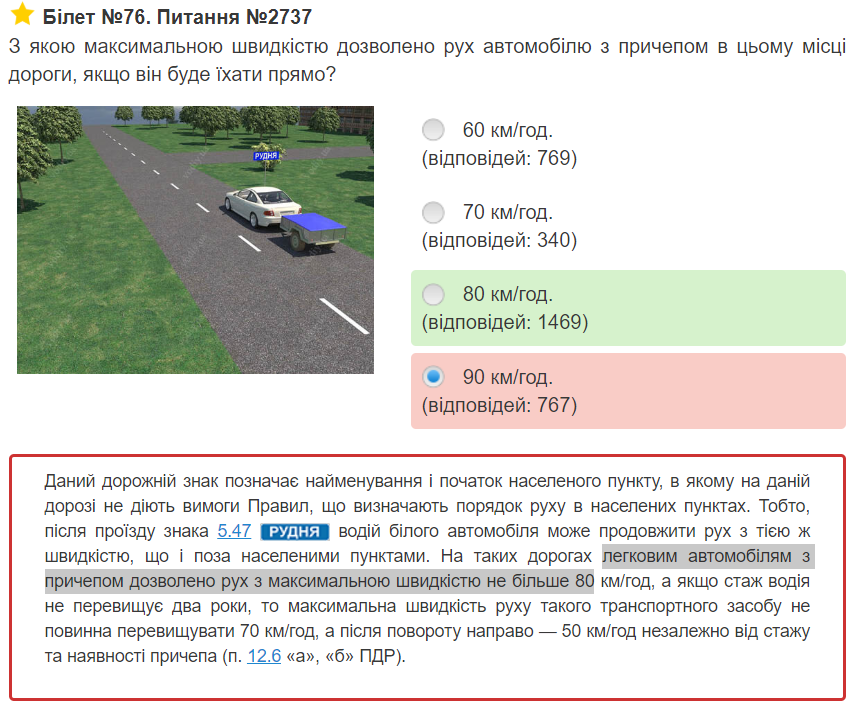 Білет №76. Питання №2737
З якою максимальною швидкістю дозволено рух автомобілю з причепом в цьому місці
дороги, якщо він буде їхати прямо?
РУДНЯ
60 км/год.
(відповідей: 769)
70 км/год.
(відповідей: 340)
80 км/год.
(відповідей: 1469)
90 км/год.
(відповідей: 767)
Даний дорожній знак позначає найменування і початок населеного пункту, в якому на даній
дорозі не діють вимоги Правил, що визначають порядок руху в населених пунктах. Тобто,
після проїзду знака 5.47 РУДНЯ водій білого автомобіля може продовжити рух з тією ж
швидкістю, що і поза населеними пунктами. На таких дорогах легковим автомобілям з
причепом дозволено рух з максимальною швидкістю не більше 80 км/год, а якщо стаж водія
не перевищує два роки, то максимальна швидкість руху такого транспортного засобу не
повинна перевищувати 70 км/год, а після повороту направо — 50 км/год незалежно від стажу
та наявності причепа (п. 12.6 «а», «б» ПДР).